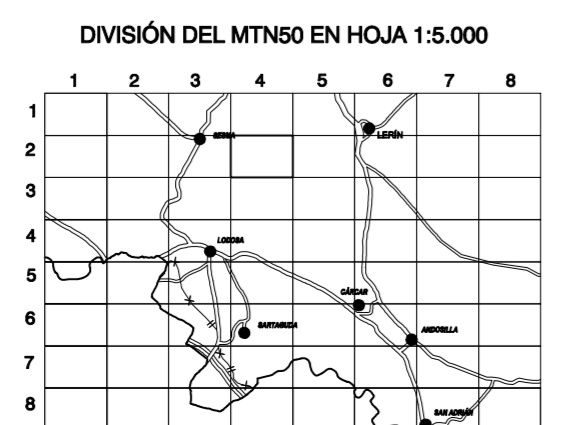 DIVISIÓN DEL MTN50 EN HOJA 1:5.000
1 2 3 4 5 6 7 8
1
LERÍN
SESMA
2
3
4
LODOSA
5
CÁRCAR
6
SARTAGUDA
ANDOSILLA
7
8
SAN ADRIÁN